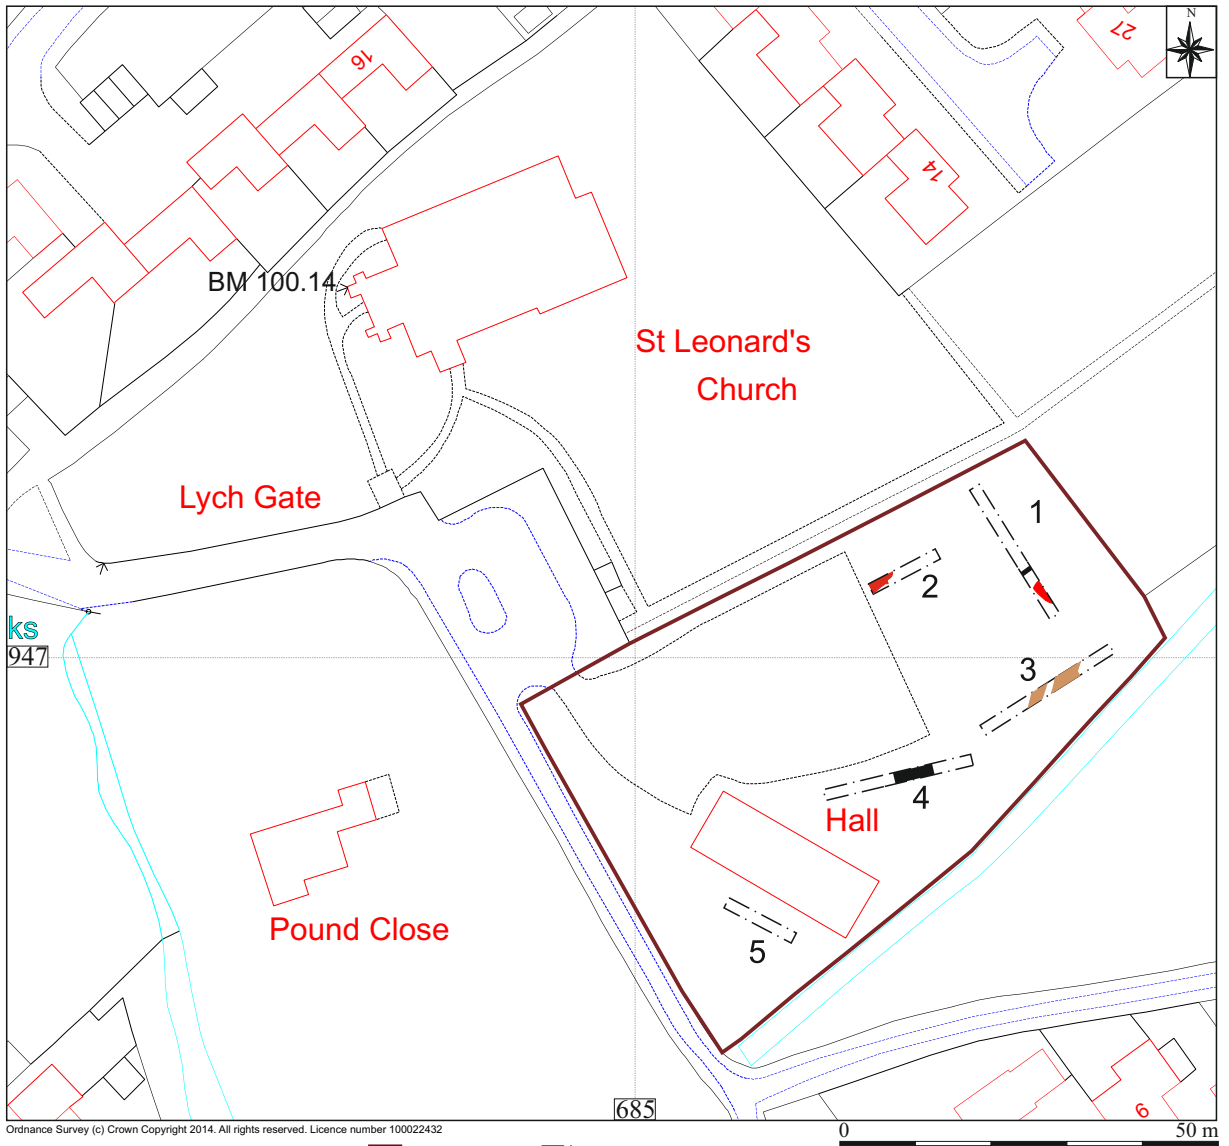 N
27
16
14
BM 100.14
St Leonard's
Church
Lych Gate
1
2
ks
947
3
4
Hall
Pound Close
5
9
685
Ordnance Survey (c) Crown Copyright 2014. All rights reserved. Licence number 100022432
0
50 m